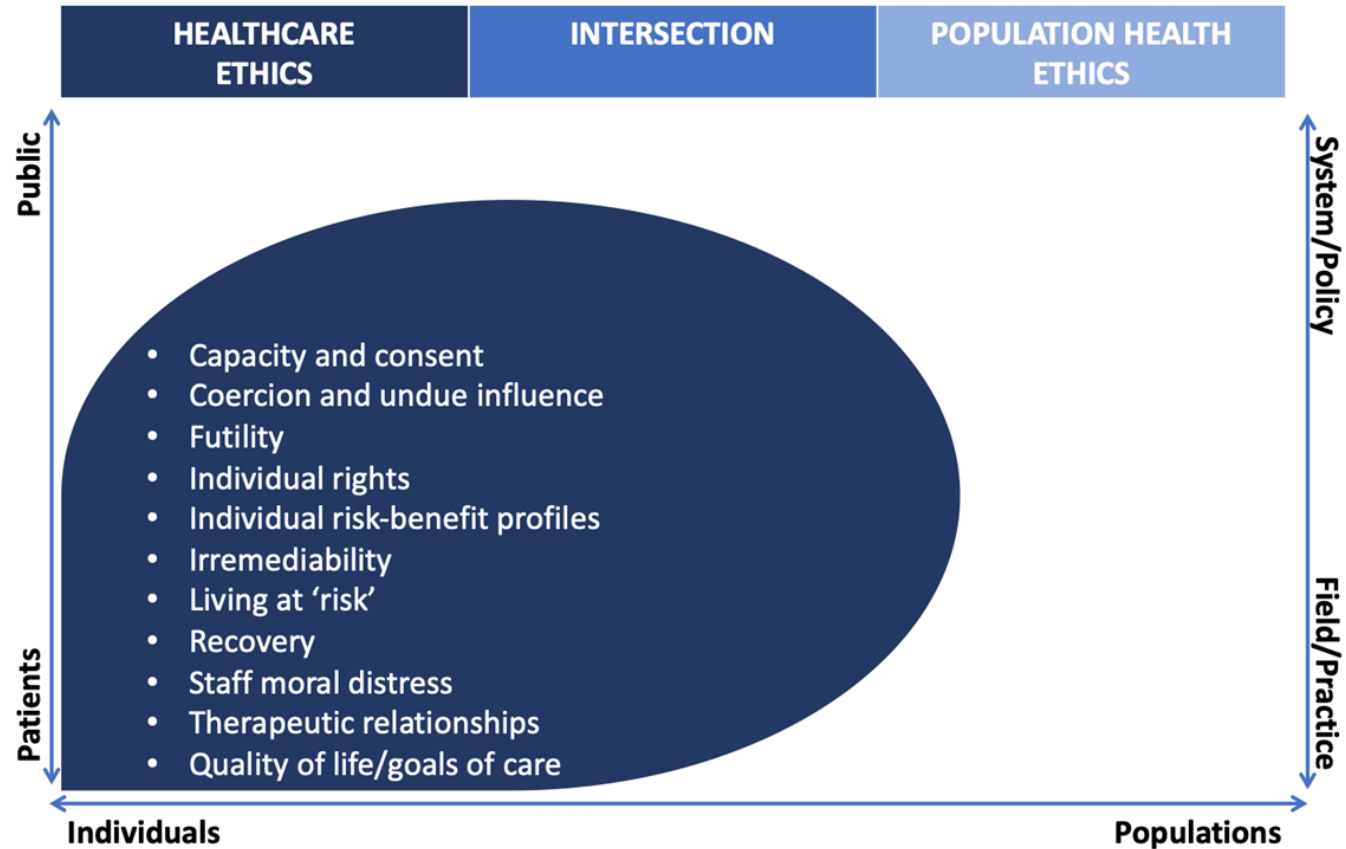 HEALTHCARE
ETHICS
INTERSECTION
POPULATION HEALTH
ETHICS
Public
Patients
System/Policy
Field/Practice
• Capacity and consent
• Coercion and undue influence
• Futility
• Individual rights
• Individual risk-benefit profiles
• Irremediability
• Living at ‘risk’
• Recovery
• Staff moral distress
• Therapeutic relationships
• Quality of life/goals of care
Individuals
Populations